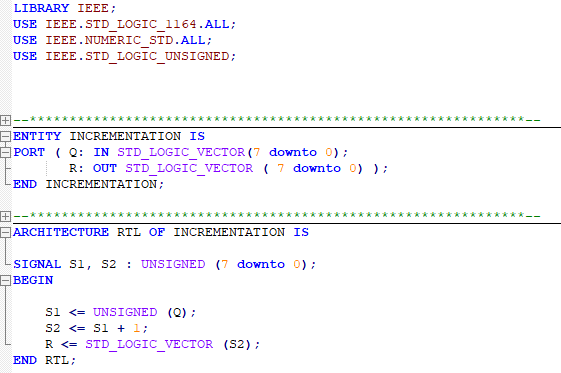 LIBRARY IEEE;
USE IEEE.STD_LOGIC_1164.ALL;
USE IEEE.NUMERIC_STD.ALL;
USE IEEE.STD_LOGIC_UNSIGNED;
--***************************************************************--
ENTITY INCREMENTATION IS
PORT ( Q: IN STD_LOGIC_VECTOR(7 downto 0);
R: OUT STD_LOGIC_VECTOR ( 7 downto 0) );
END INCREMENTATION;
--***************************************************************--
ARCHITECTURE RTL OF INCREMENTATION IS
SIGNAL S1, S2 : UNSIGNED (7 downto 0);
BEGIN
S1 <= UNSIGNED (Q);
S2 <= S1 + 1;
R <= STD_LOGIC_VECTOR (S2);
END RTL;